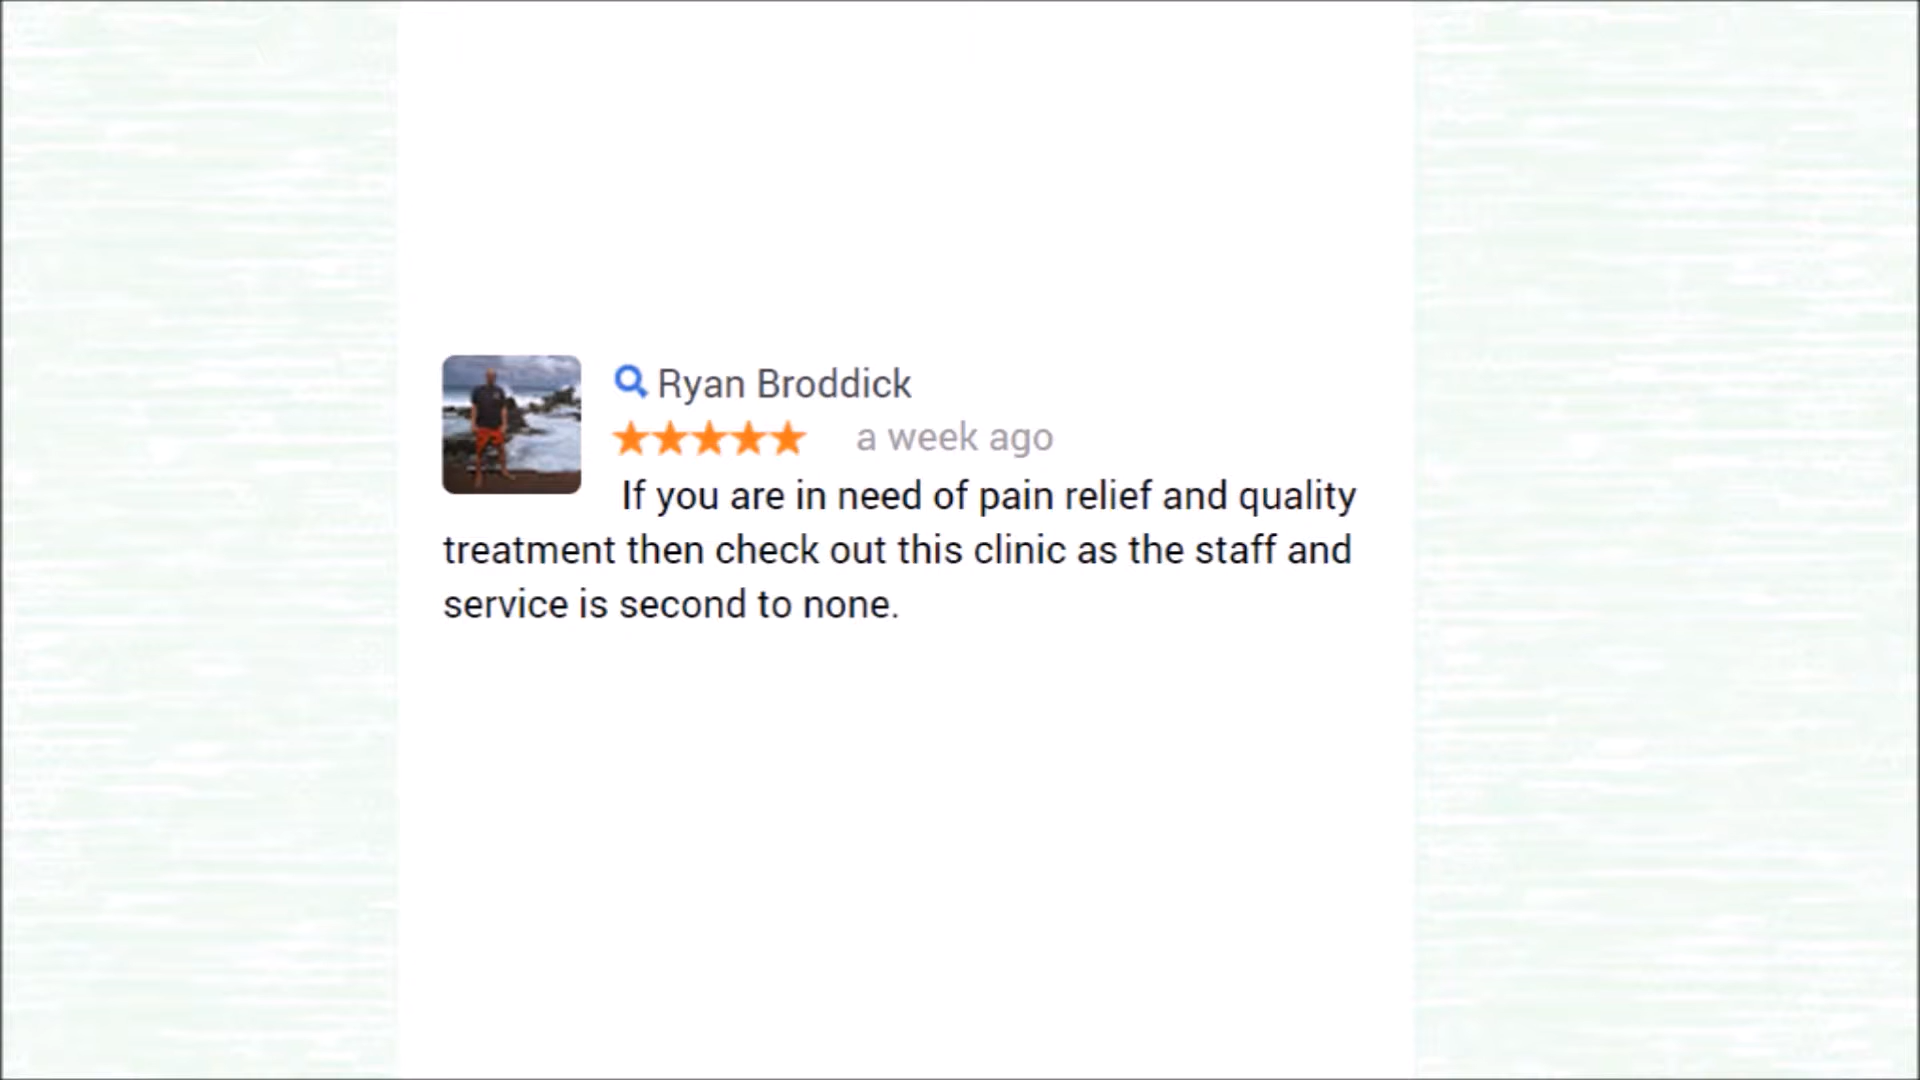 Ryan Broddick
a week ago
If you are in need of pain relief and quality
treatment then check out this clinic as the staff and
service is second to none.